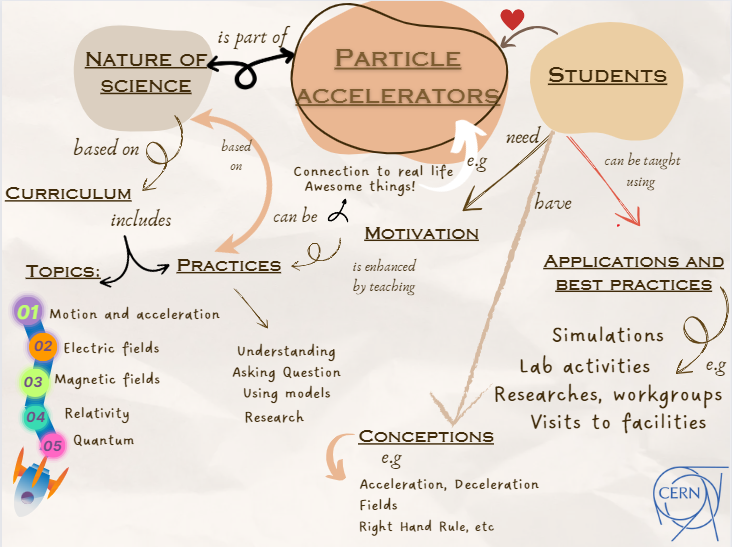 NATURE OF
SCIENCE
is part of
PARTICLE
ACCELERATORS
STUDENTS
based on
based
on
CURRICULUM
includes
TOPICS:
PRACTICES
01 Motion and acceleration
02 Electric fields
03 Magnetic fields
04 Relativity
05 Quantum
Understanding
Asking Question
Using models
Research
Connection to real life
Awesome things!
e.g
can be
MOTIVATION
is enhanced
by teaching
need
have
can be taught
using
APPLICATIONS AND
BEST PRACTICES
e.g
Simulations
Lab activities
Researches, workgroups
Visits to facilities
CONCEPTIONS
e.g
Acceleration, Deceleration
Fields
Right Hand Rule, etc
CERN